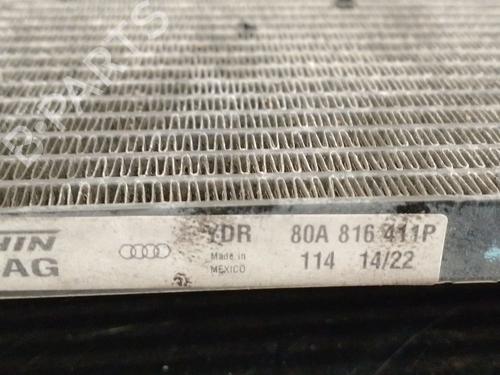 B-PARTS
HIN YDR 80A 816 411P
AG Made in 114 14/22
MEXICO